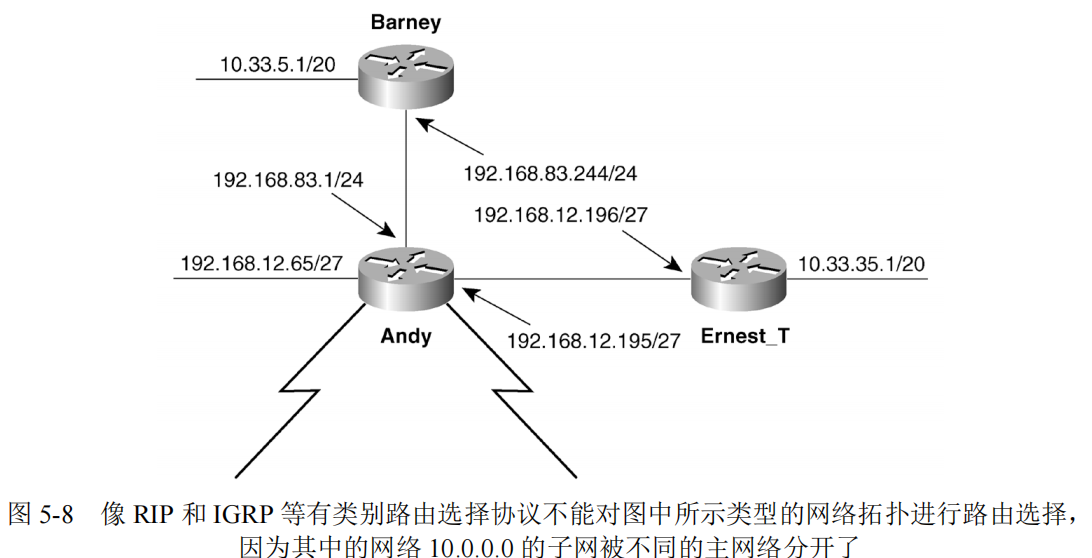 Barney
10.33.5.1/20
192.168.83.244/24
192.168.83.1/24
192.168.12.196/27
192.168.12.65/27
10.33.35.1/20
Andy
192.168.12.195/27
Ernest_T
图 5-8 像 RIP 和 IGRP 等有类别路由选择协议不能对图中所示类型的网络拓扑进行路由选择，
因为其中的网络 10.0.0.0 的子网被不同的主网络分开了